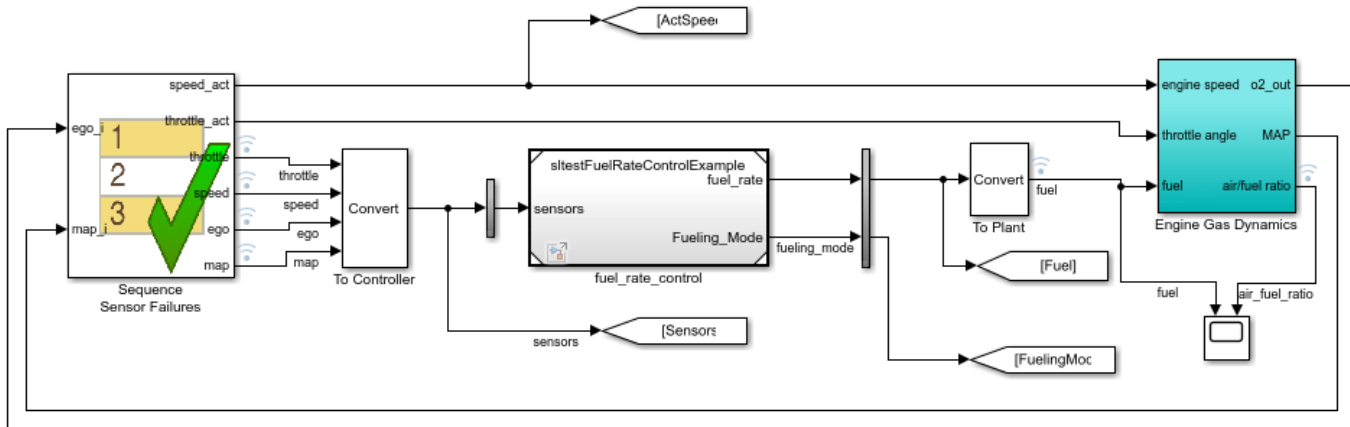 [ActSpee
speed_act
throttle_act
throttle
speed
ego
map
ego_i
map_i
1
2
3
Sequence
Sensor Failures
throttle
speed
ego
map
Convert
To Controller
sensors
[Sensors
sltestFuelRateControlExample
sensors
fuel_rate
Fueling_Mode
fuel_rate_control
fueling_mode
Convert
To Plant
fuel
[Fuel]
[FuelingMoc
engine speed
throttle angle
fuel
o2_out
MAP
air/fuel ratio
Engine Gas Dynamics
fuel
air_fuel_ratio